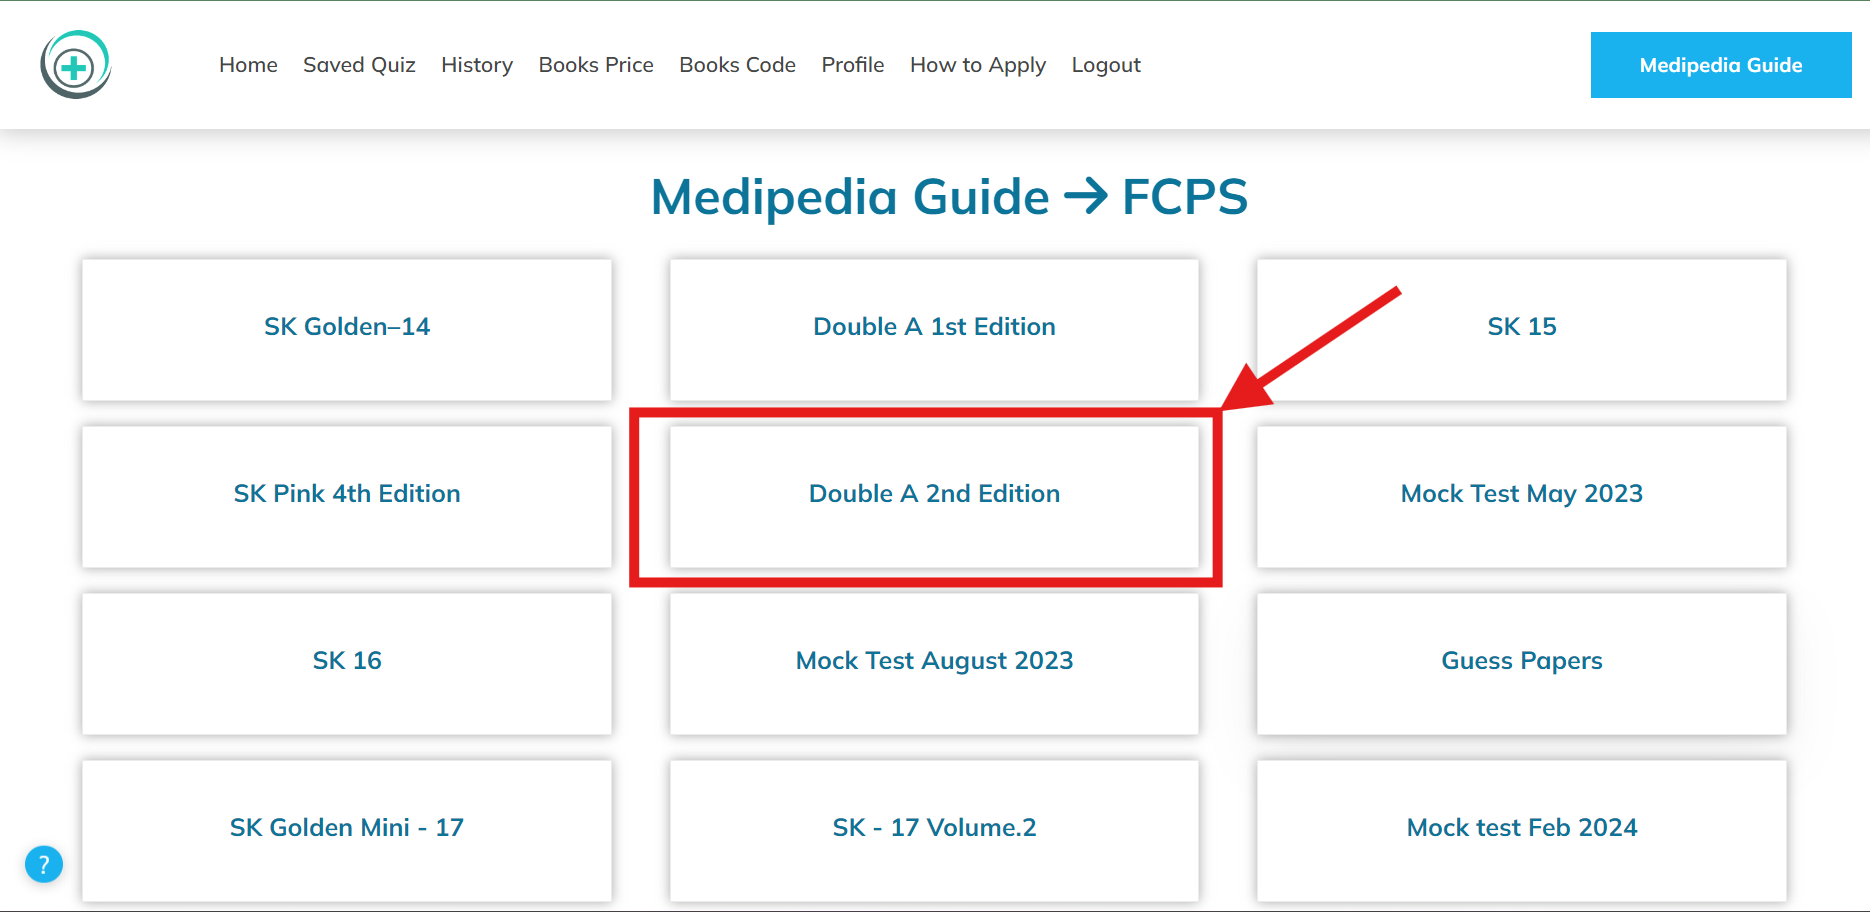 Home Saved Quiz History Books Price Books Code Profile How to Apply Logout
Medipedia Guide
Medipedia Guide → FCPS
SK Golden–14
Double A 1st Edition
SK 15
SK Pink 4th Edition
Double A 2nd Edition
Mock Test May 2023
SK 16
Mock Test August 2023
Guess Papers
SK Golden Mini - 17
SK - 17 Volume.2
Mock test Feb 2024
?